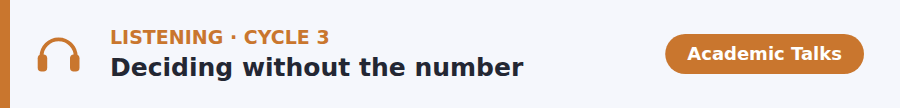 LISTENING · CYCLE 3
Deciding without the number
Academic Talks